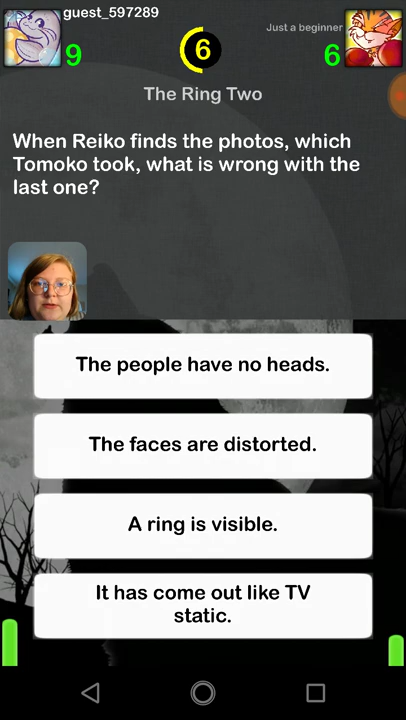 guest_597289
Just a beginner
9
6
6
The Ring Two
When Reiko finds the photos, which
Tomoko took, what is wrong with the
last one?
The people have no heads.
The faces are distorted.
A ring is visible.
It has come out like TV
static.